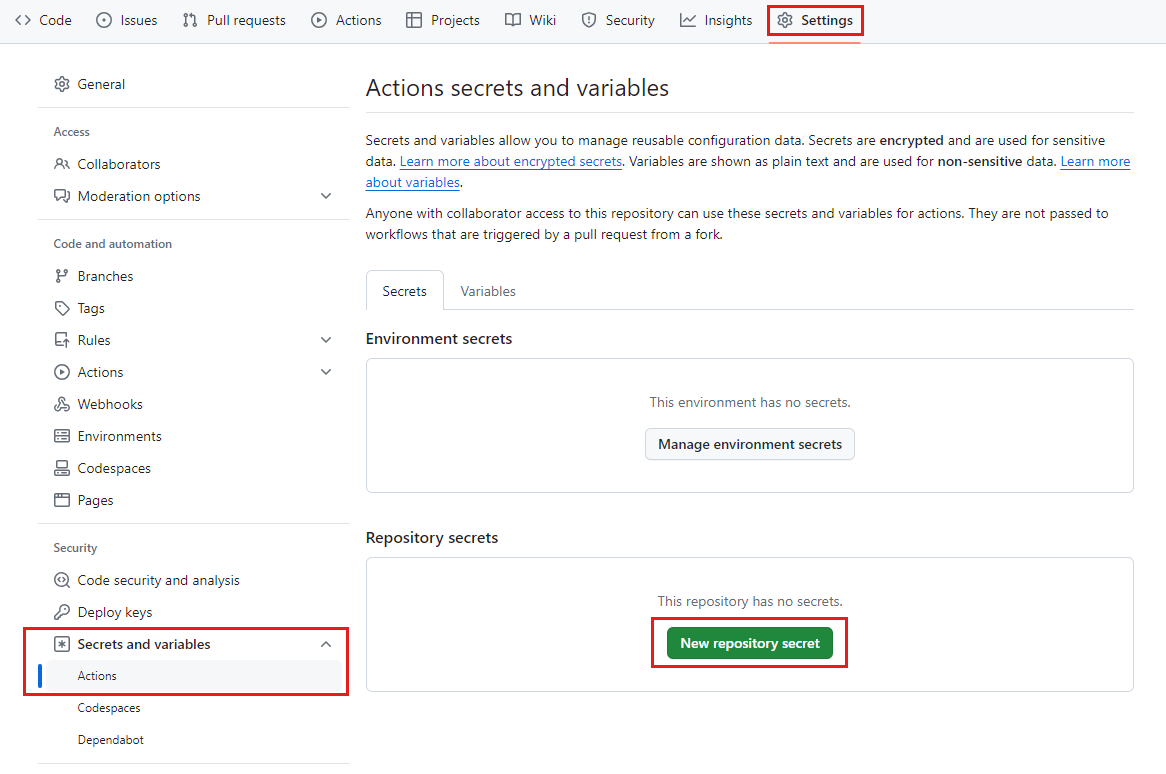 Code Issues Pull requests Actions Projects Wiki Security Insights Settings
General
Access
Collaborators
Moderation options
Code and automation
Branches
Tags
Rules
Actions
Webhooks
Environments
Codespaces
Pages
Security
Code security and analysis
Deploy keys
Secrets and variables
Actions
Codespaces
Dependabot
Actions secrets and variables
Secrets and variables allow you to manage reusable configuration data. Secrets are encrypted and are used for sensitive
data. Learn more about encrypted secrets. Variables are shown as plain text and are used for non-sensitive data. Learn more
about variables.
Anyone with collaborator access to this repository can use these secrets and variables for actions. They are not passed to
workflows that are triggered by a pull request from a fork.
Secrets Variables
Environment secrets
This environment has no secrets.
Manage environment secrets
Repository secrets
This repository has no secrets.
New repository secret